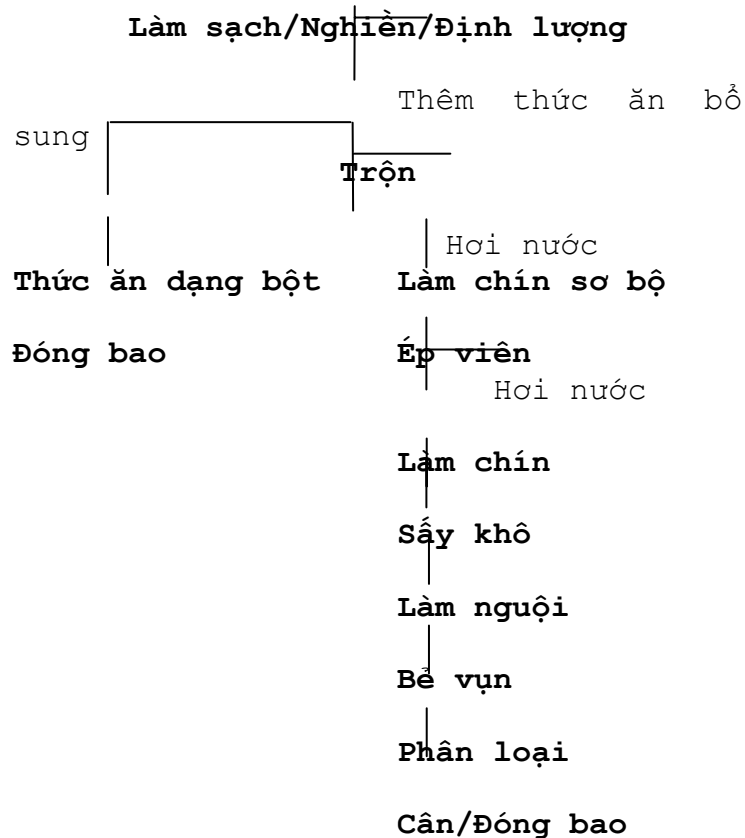 Làm sạch/Nghiền/Định lượng
Thêm thức ăn bổ
sung
Trộn
Hơi nước
Thức ăn dạng bột Làm chín sơ bộ
Đóng bao Ép viên
Hơi nước
Làm chín
Sấy khô
Làm nguội
Bẻ vụn
Phân loại
Cân/Đóng bao